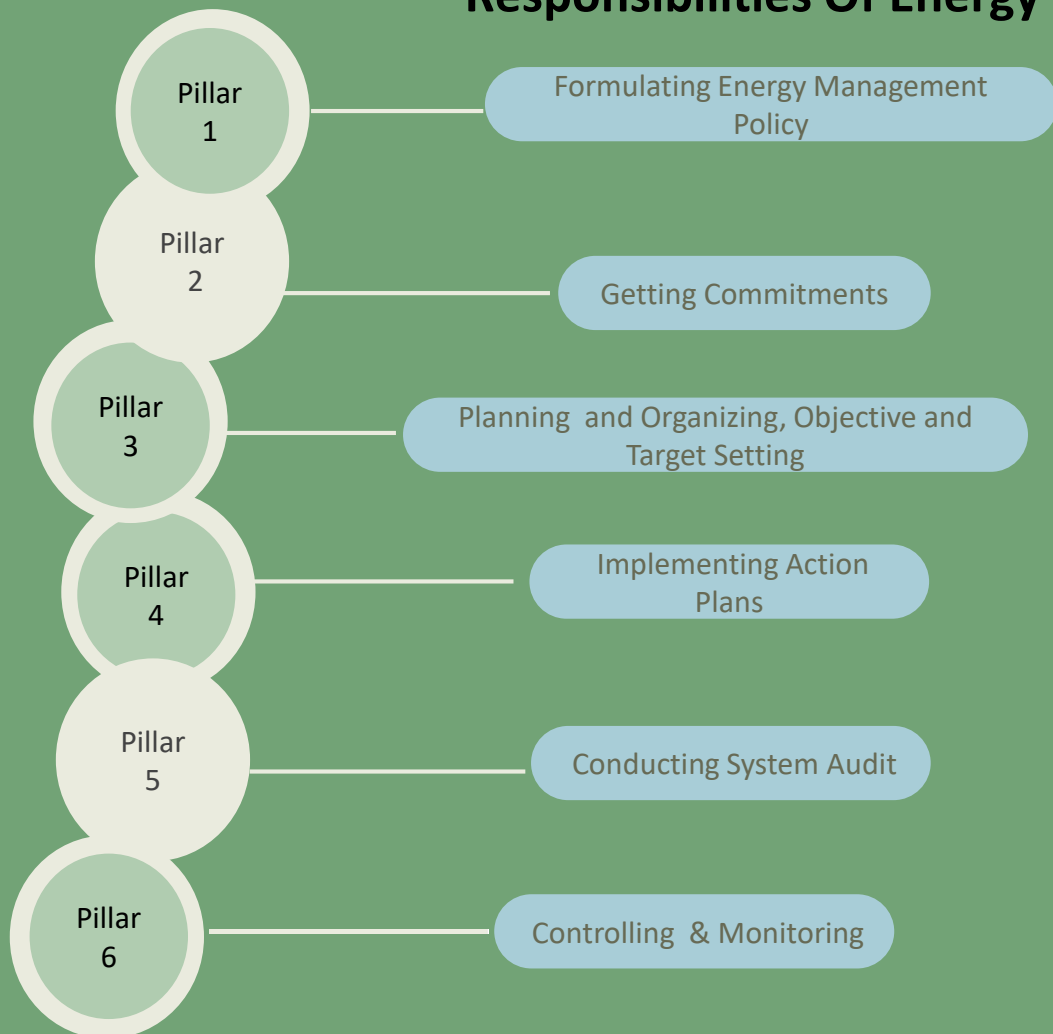 Responsibilities Of Energy
Pillar
1
Formulating Energy Management
Policy
Pillar
2
Getting Commitments
Pillar
3
Planning and Organizing, Objective and
Target Setting
Pillar
4
Implementing Action
Plans
Pillar
5
Conducting System Audit
Pillar
6
Controlling & Monitoring